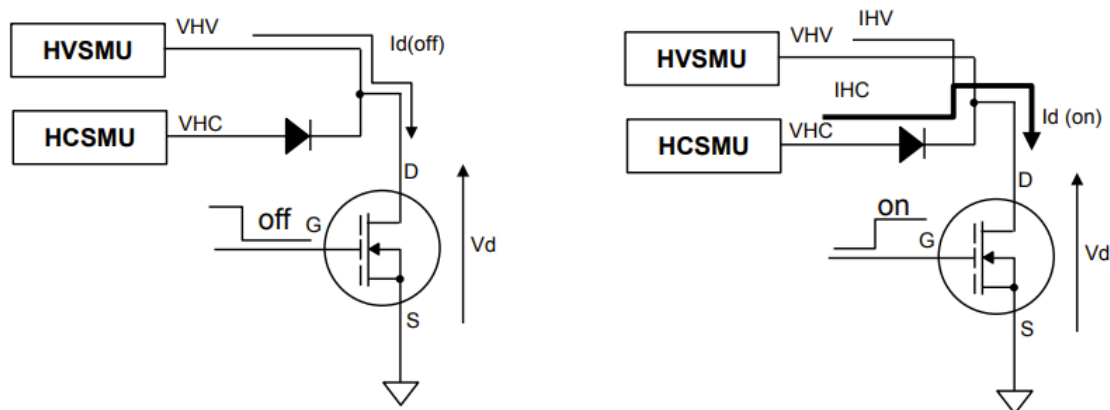 VHV
HVSMU
Id(off)
HCSMU
VHC
D
off
G
Vd
S
IHV
VHV
HVSMU
IHC
HCSMU
VHC
Id (on)
D
on
G
Vd
S